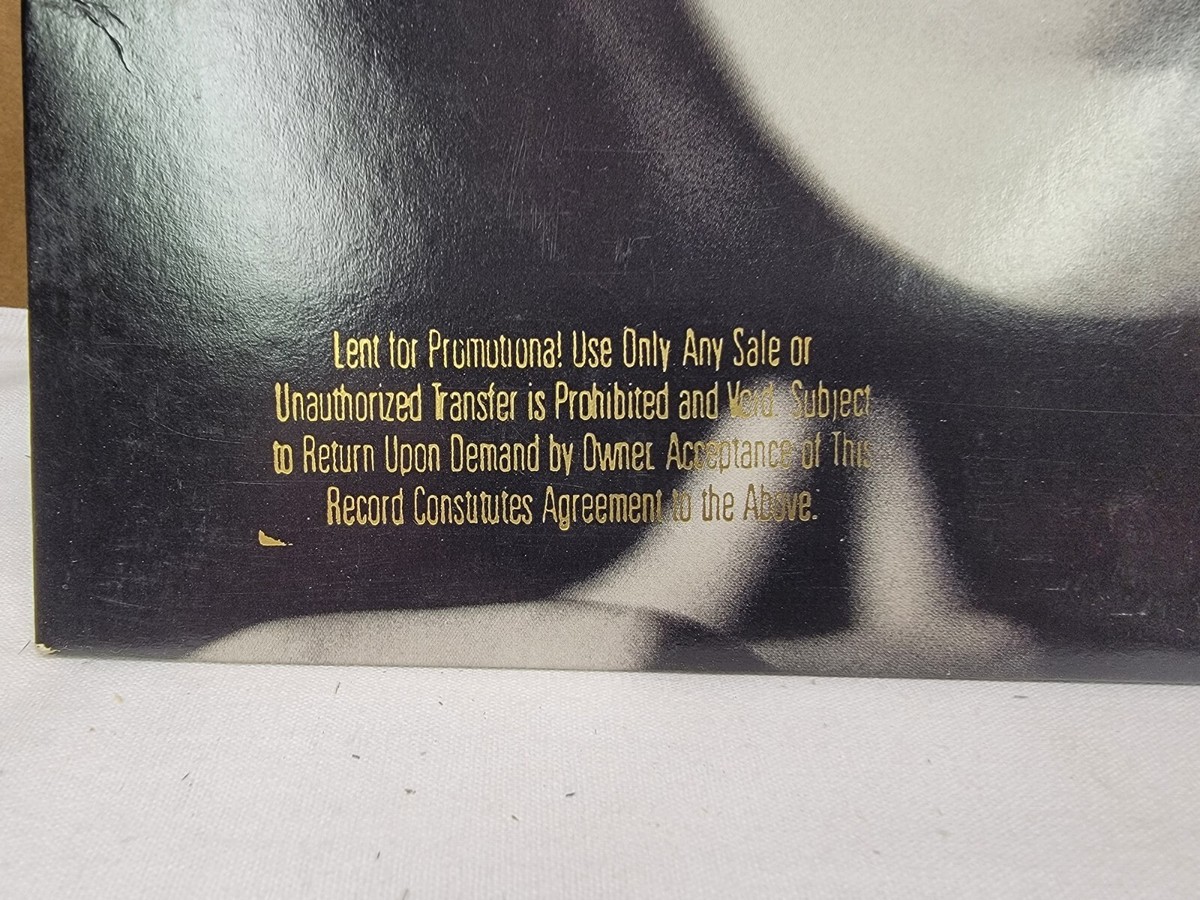 Lent for Promotional Use Only Any Sale or
Unauthorized Transfer is Prohibited and Void. Subject
to Return Upon Demand by Owner. Acceptance of This
Record Constitutes Agreement to the Above.